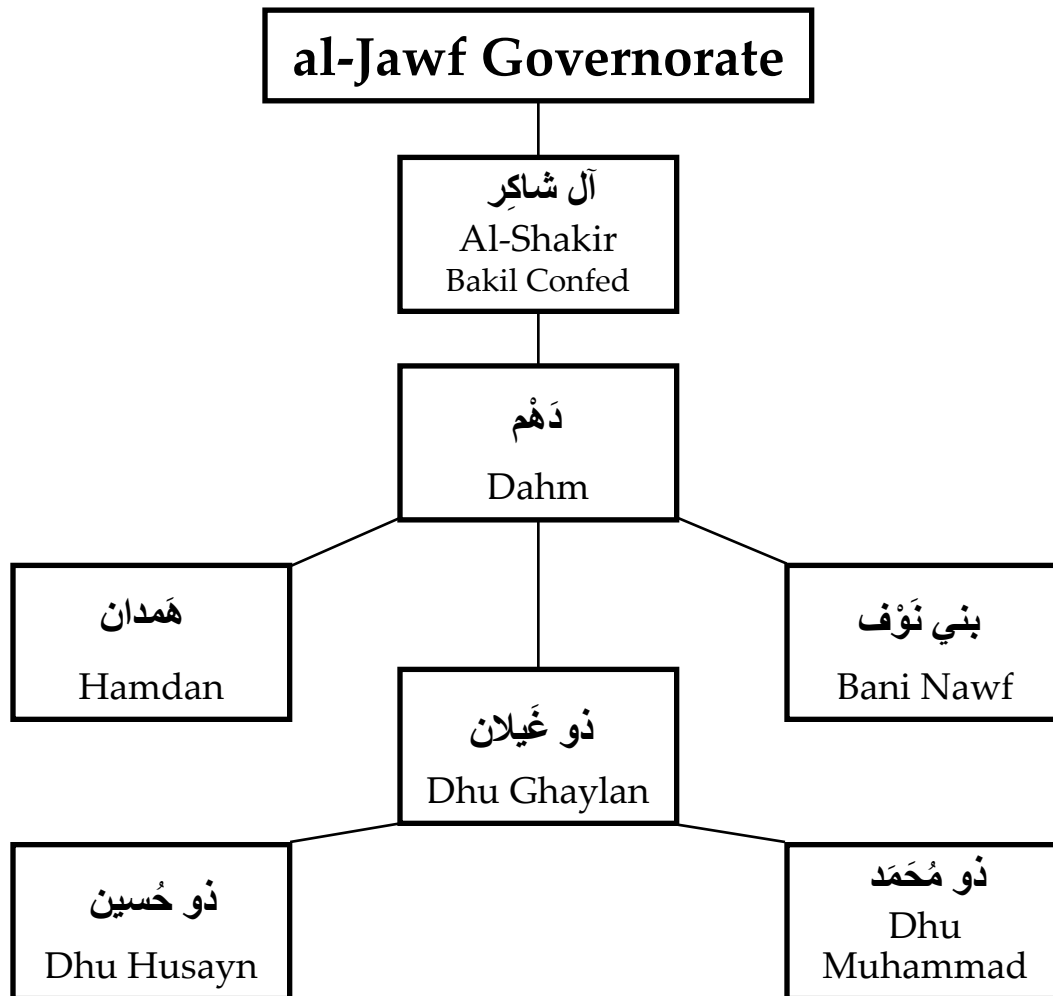 al-Jawf Governorate
آل شاكِر
Al-Shakir
Bakil Confed
دَهْم
Dahm
هَمدان
Hamdan
بني نَوْف
Bani Nawf
ذو غَيلان
Dhu Ghaylan
ذو حُسين
Dhu Husayn
ذو مُحَمَد
Dhu
Muhammad